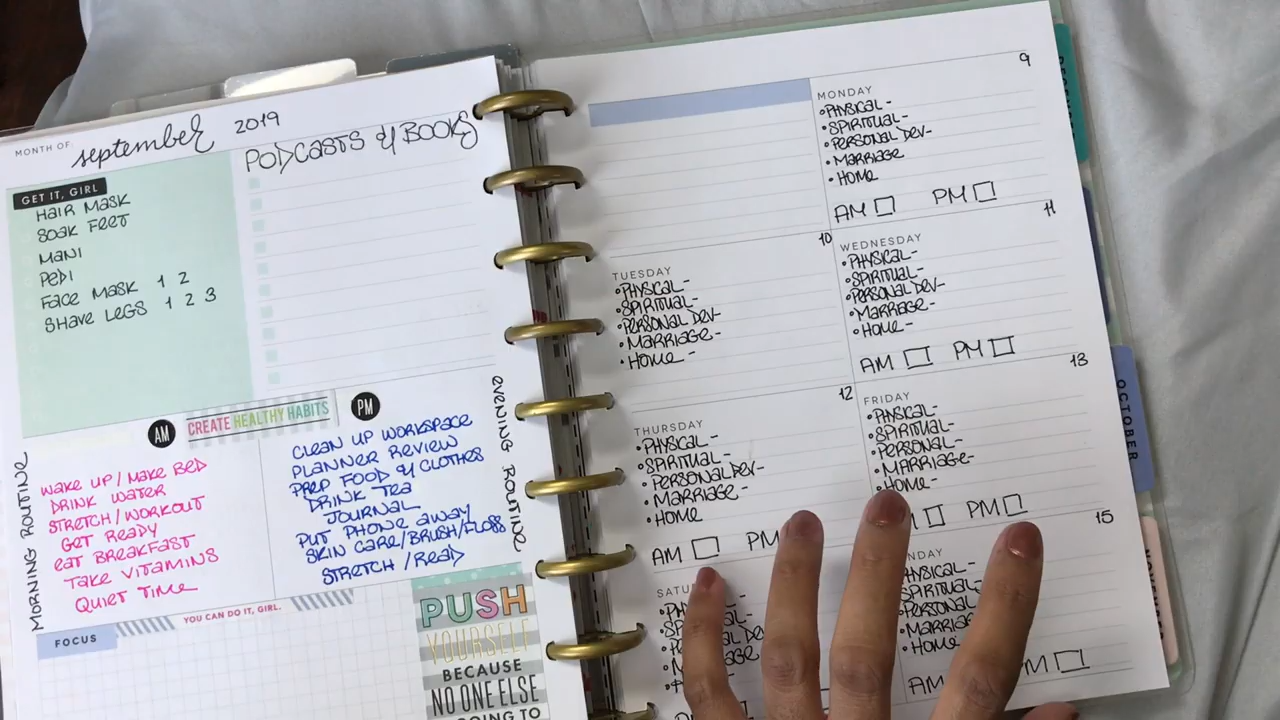 MONTH OF: september 2019
GET IT, GIRL
HAIR MASK
SOAK FEET
MANI
PEDI
FACE MASK 1 2
SHAVE LEGS 1 2 3
PODCASTS & BOOKS
AM CREATE HEALTHY HABITS PM
MORNING ROUTINE
WAKE UP/MAKE BED
DRINK WATER
STRETCH/WORKOUT
GET READY
EAT BREAKFAST
TAKE VITAMINS
QUIET TIME
CLEAN UP WORKSPACE
PLANNER REVIEW
PREP FOOD & CLOTHES
DRINK TEA
JOURNAL
PUT PHONE AWAY
SKIN CARE/BRUSH/FLOSS
STRETCH/READ
EVENING ROUTINE
FOCUS
YOU CAN DO IT, GIRL.
PUSH
YOURSELF
BECAUSE
NO ONE ELSE
GOING TO
9
MONDAY
•PHYSICAL-
•SPIRITUAL-
•PERSONAL DEV-
•MARRIAGE
•HOME
AM PM
10
TUESDAY
•PHYSICAL-
•SPIRITUAL-
•PERSONAL DEV-
•MARRIAGE-
•HOME-
11
WEDNESDAY
•PHYSICAL-
•SPIRITUAL-
•PERSONAL DEV-
•MARRIAGE-
•HOME-
AM PM
12
THURSDAY
•PHYSICAL-
•SPIRITUAL-
•PERSONAL DEV-
•MARRIAGE-
•HOME
AM PM
13
FRIDAY
•PHYSICAL-
•SPIRITUAL-
•PERSONAL-
•MARRIAGE-
•HOME-
PM
15
PHYSICAL-
SPIRITUAL-
PERSONAL
•HOME
AM
OCTOBER